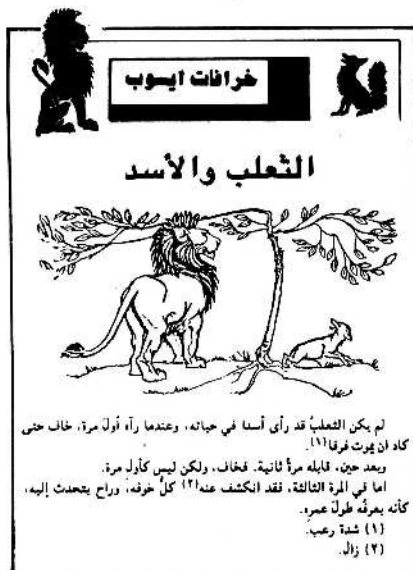 خرافات ايسوب
الثعلب والأسد
لم يكن الثعلبُ قد رأى أسدا في حياته، وعندما رآه أولَ مرة، خاف حتى
كاد ان يموت فرقا(١).
وبعد حين، قابله مرةً ثانية. فخاف، ولكن ليس كأول مرة.
اما في المرة الثالثة، فقد انكشف عنه(٢) كلُّ خوفه، وراح يتحدث إليه،
كأنه يعرفُه طولَ عمره.
(١) شدة رعب.
(٢) زال.